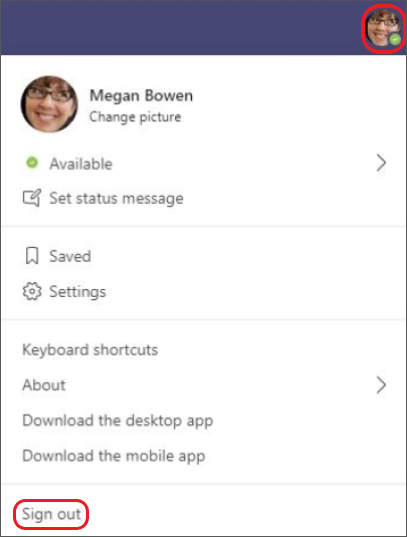 Megan Bowen
Change picture
Available
Set status message
Saved
Settings
Keyboard shortcuts
About
Download the desktop app
Download the mobile app
Sign out